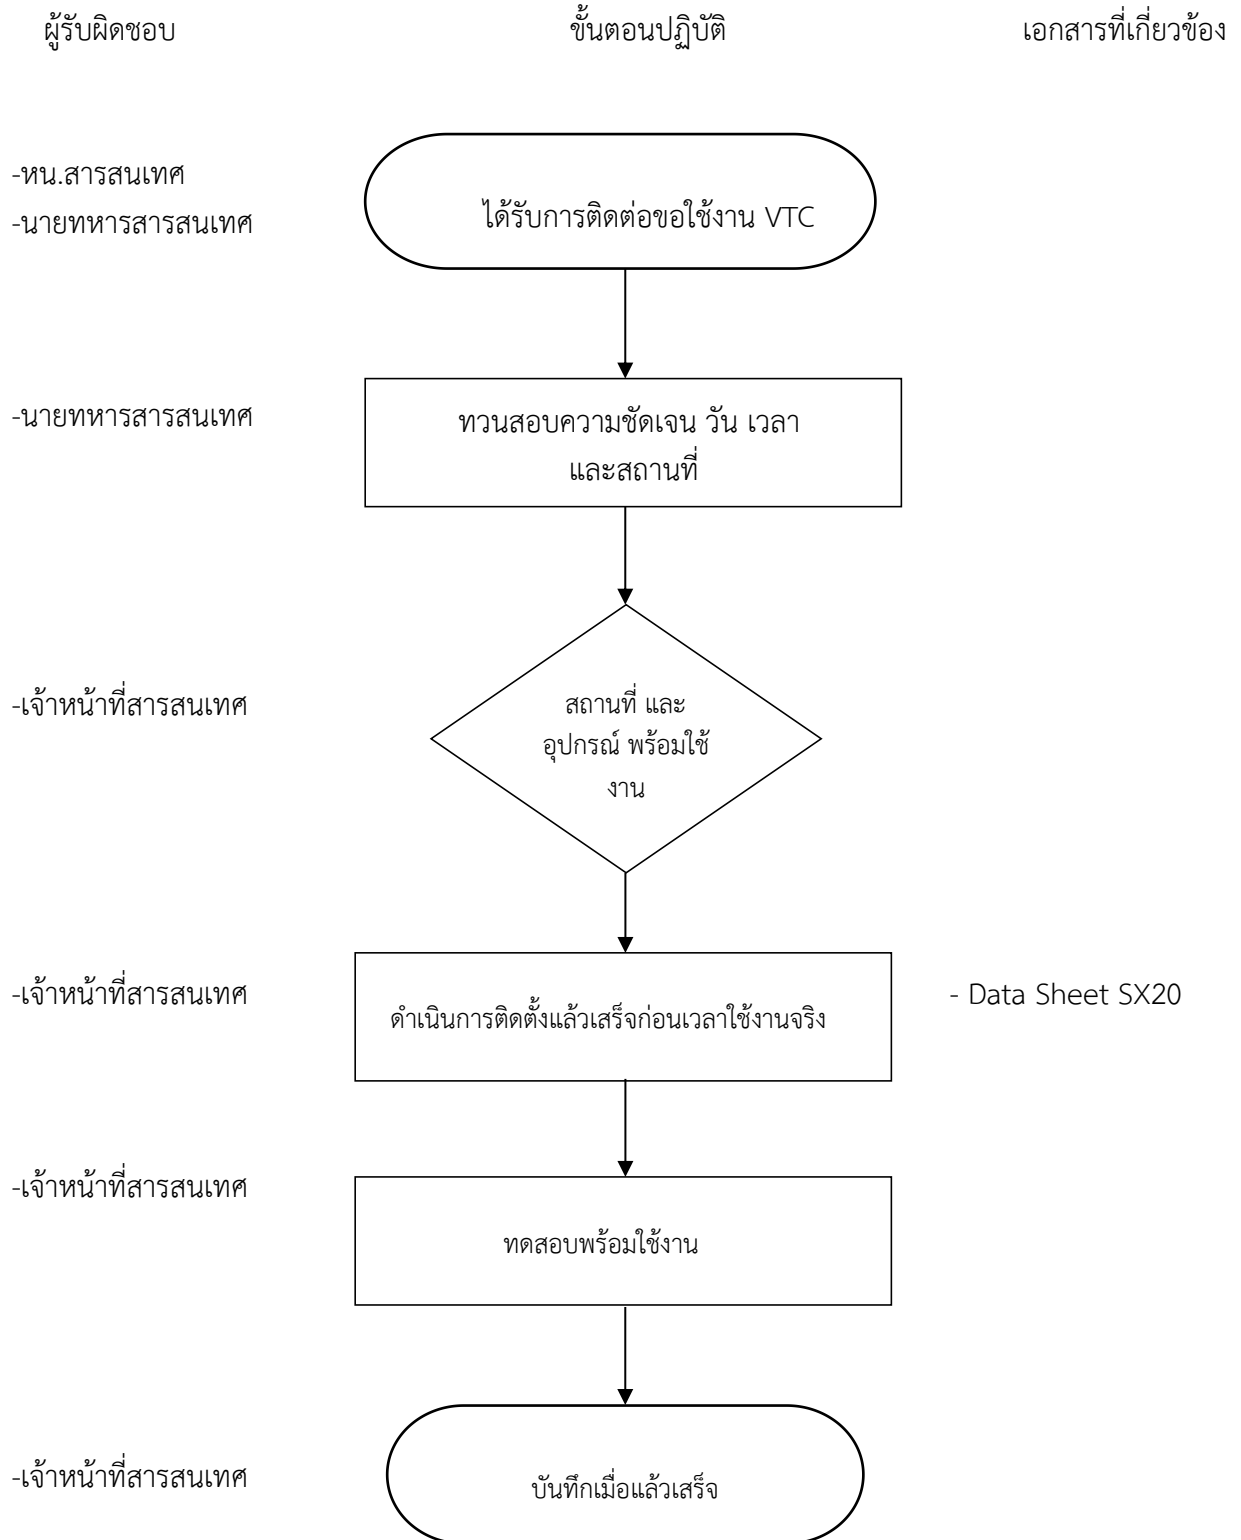 ผู้รับผิดชอบ ขั้นตอนปฏิบัติ เอกสารที่เกี่ยวข้อง
-หน.สารสนเทศ
-นายทหารสารสนเทศ
ได้รับการติดต่อขอใช้งาน VTC
-นายทหารสารสนเทศ
ทวนสอบความชัดเจน วัน เวลา
และสถานที่
-เจ้าหน้าที่สารสนเทศ
สถานที่ และ
อุปกรณ์ พร้อมใช้
งาน
-เจ้าหน้าที่สารสนเทศ
ดำเนินการติดตั้งแล้วเสร็จก่อนเวลาใช้งานจริง
- Data Sheet SX20
-เจ้าหน้าที่สารสนเทศ
ทดสอบพร้อมใช้งาน
-เจ้าหน้าที่สารสนเทศ
บันทึกเมื่อแล้วเสร็จ